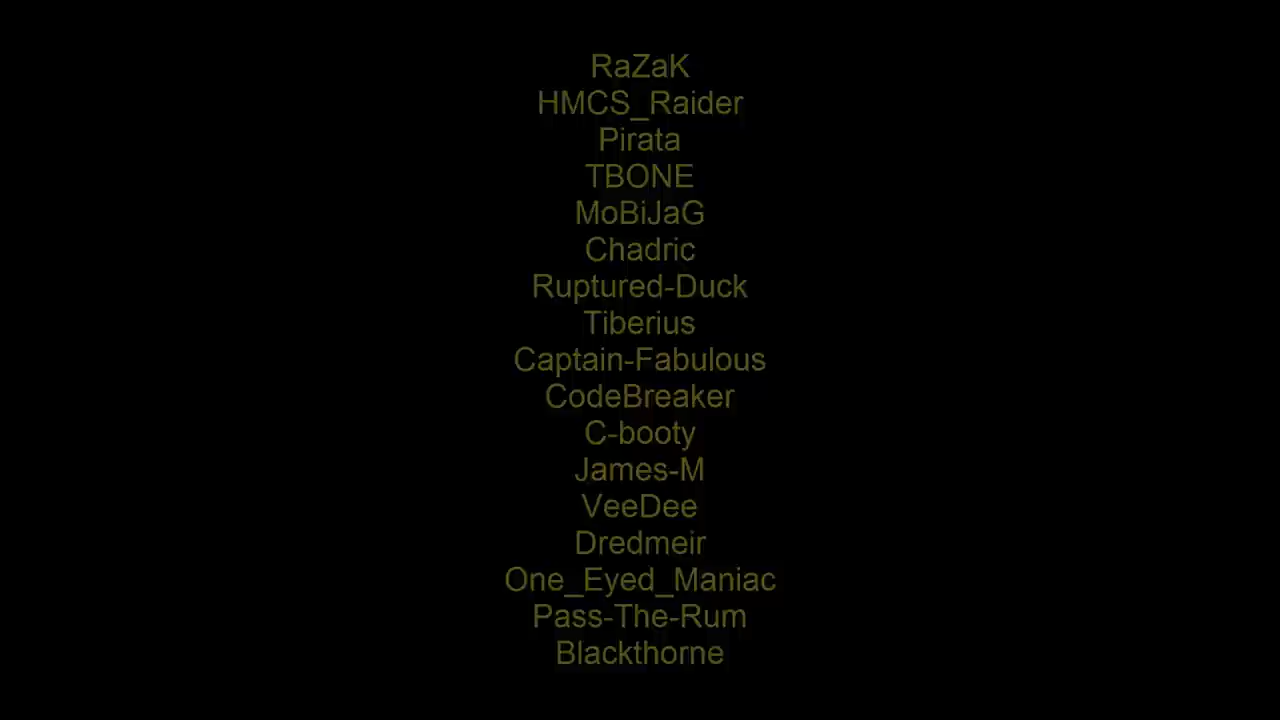 RaZaK
HMCS_Raider
Pirata
TBONE
MoBiJaG
Chadric
Ruptured-Duck
Tiberius
Captain-Fabulous
CodeBreaker
C-booty
James-M
VeeDee
Dredmeir
One_Eyed_Maniac
Pass-The-Rum
Blackthorne